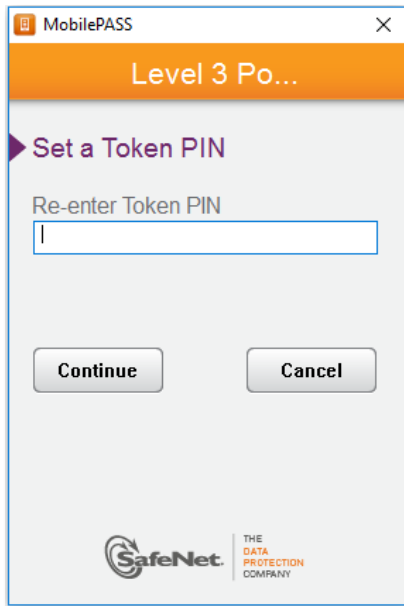 MobilePASS
Level 3 Po...
Set a Token PIN
Re-enter Token PIN
Continue
Cancel
SafeNet.
THE
DATA
PROTECTION
COMPANY